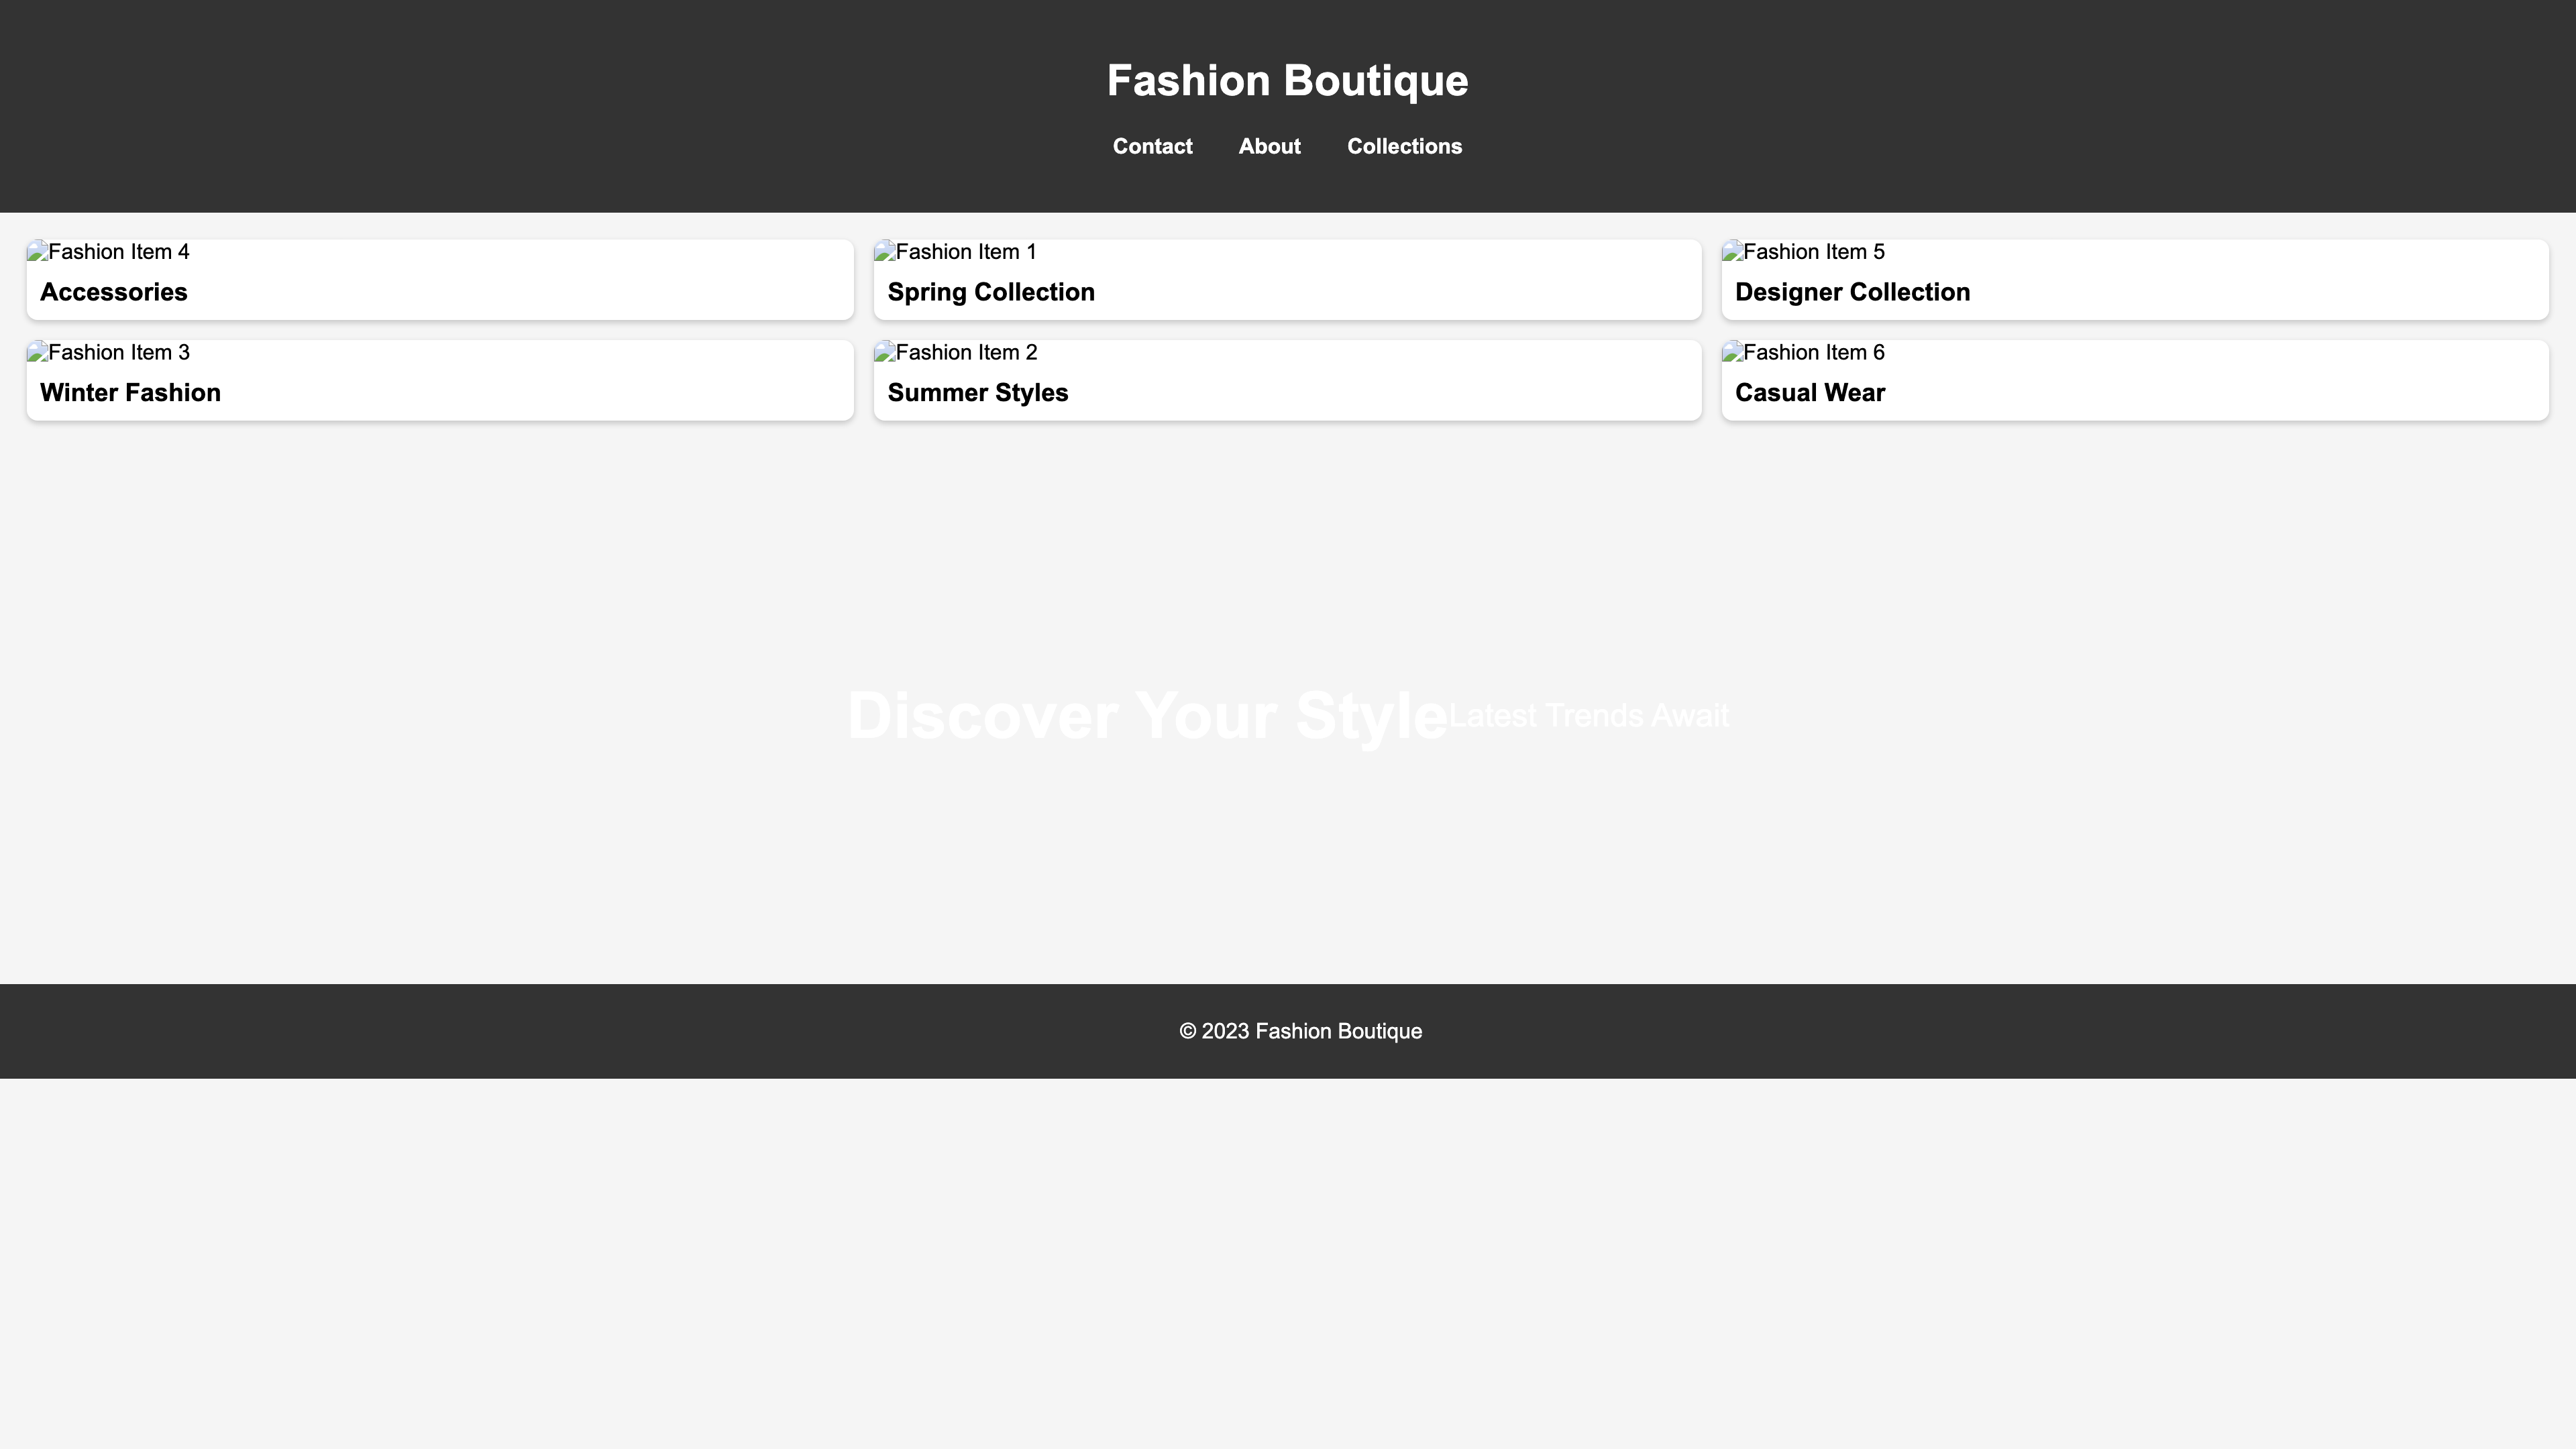 Fashion Boutique
Contact About Collections
Fashion Item 4
Accessories
Fashion Item 1
Spring Collection
Fashion Item 5
Designer Collection
Fashion Item 3
Winter Fashion
Fashion Item 2
Summer Styles
Fashion Item 6
Casual Wear
Discover Your Style Latest Trends Await
© 2023 Fashion Boutique